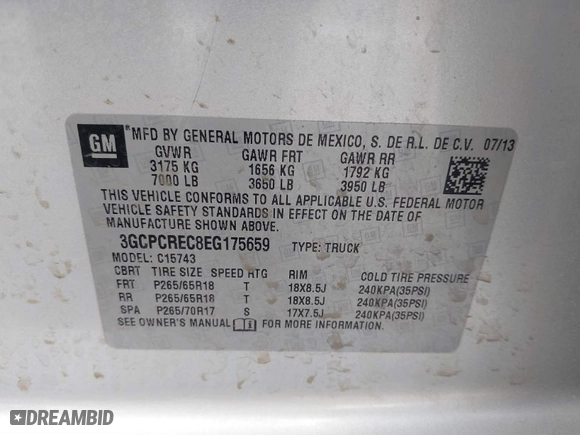 GM ® MFD BY GENERAL MOTORS DE MEXICO, S. DE R.L. DE C.V. 07/13
GVWR GAWR FRT GAWR RR
3175 KG 1656 KG 1792 KG
7000 LB 3650 LB 3950 LB
THIS VEHICLE CONFORMS TO ALL APPLICABLE U.S. FEDERAL MOTOR
VEHICLE SAFETY STANDARDS IN EFFECT ON THE DATE OF
MANUFACTURE SHOWN ABOVE.
3GCPCREC8EG175659 TYPE: TRUCK
MODEL: C15743
CBRT TIRE SIZE SPEED RTG RIM COLD TIRE PRESSURE
FRT P265/65R18 T 18X8.5J 240KPA(35PSI)
RR P265/65R18 T 18X8.5J 240KPA(35PSI)
SPA P265/70R17 S 17X7.5J 240KPA(35PSI)
SEE OWNER'S MANUAL FOR MORE INFORMATION
DREAMBID